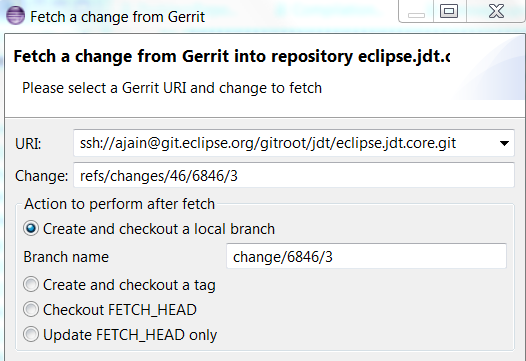 Fetch a change from Gerrit
Fetch a change from Gerrit into repository eclipse.jdt.c
Please select a Gerrit URI and change to fetch
URI: ssh://ajain@git.eclipse.org/gitroot/jdt/eclipse.jdt.core.git
Change: refs/changes/46/6846/3
Action to perform after fetch
Create and checkout a local branch
Branch name change/6846/3
Create and checkout a tag
Checkout FETCH_HEAD
Update FETCH_HEAD only